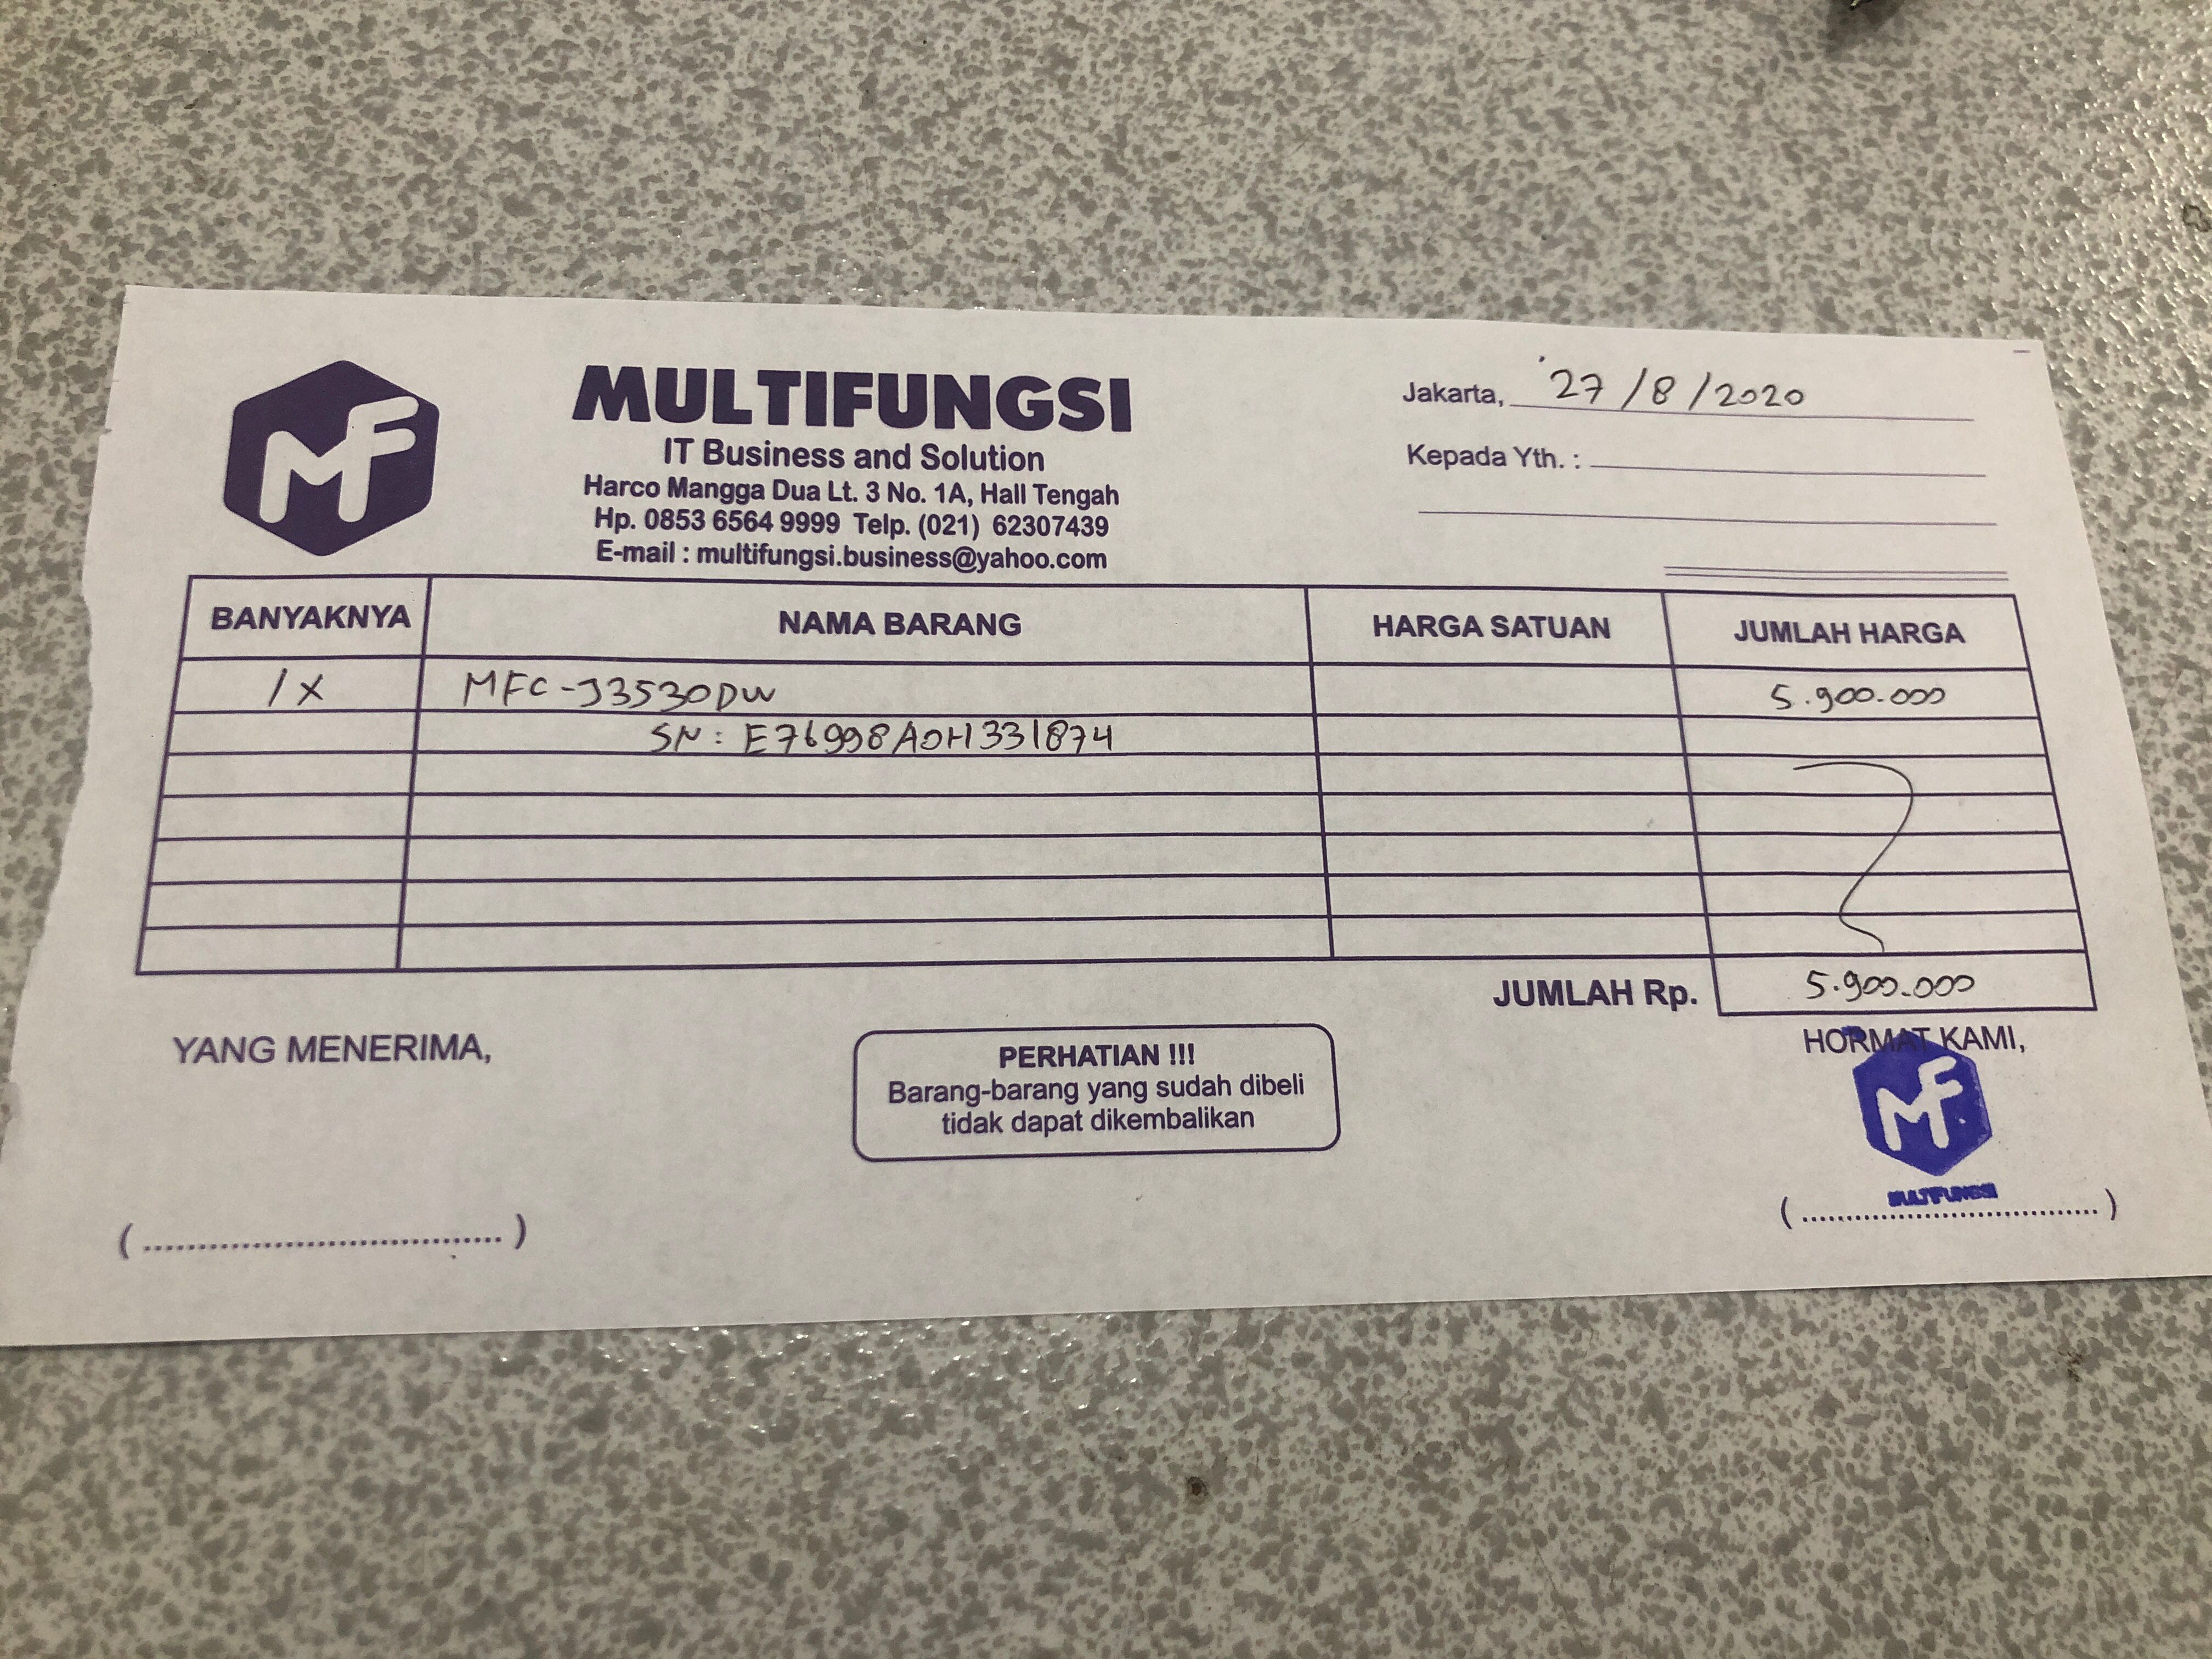 MF
MULTIFUNGSI
IT Business and Solution
Harco Mangga Dua Lt. 3 No. 1A, Hall Tengah
Hp. 0853 6564 9999 Telp. (021) 62307439
E-mail : multifungsi.business@yahoo.com
Jakarta, 27/8/2020
Kepada Yth. :
BANYAKNYA NAMA BARANG HARGA SATUAN JUMLAH HARGA
1X MFC-J3530DW 5.900.000
SN: E76998A0H331874
JUMLAH Rp. 5.900.000
YANG MENERIMA,
PERHATIAN !!!
Barang-barang yang sudah dibeli
tidak dapat dikembalikan
HORMAT KAMI,
MF
MULTIFUNGSI